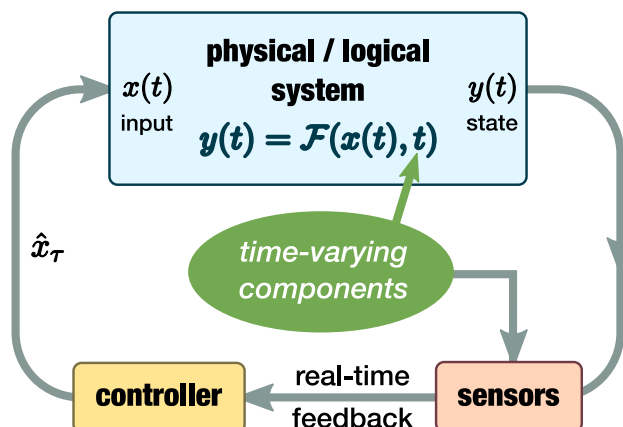 physical / logical
system
x(t)
input
y(t)
state
y(t) = F(x(t), t)
time-varying
components
x̂τ
controller
real-time
feedback
sensors